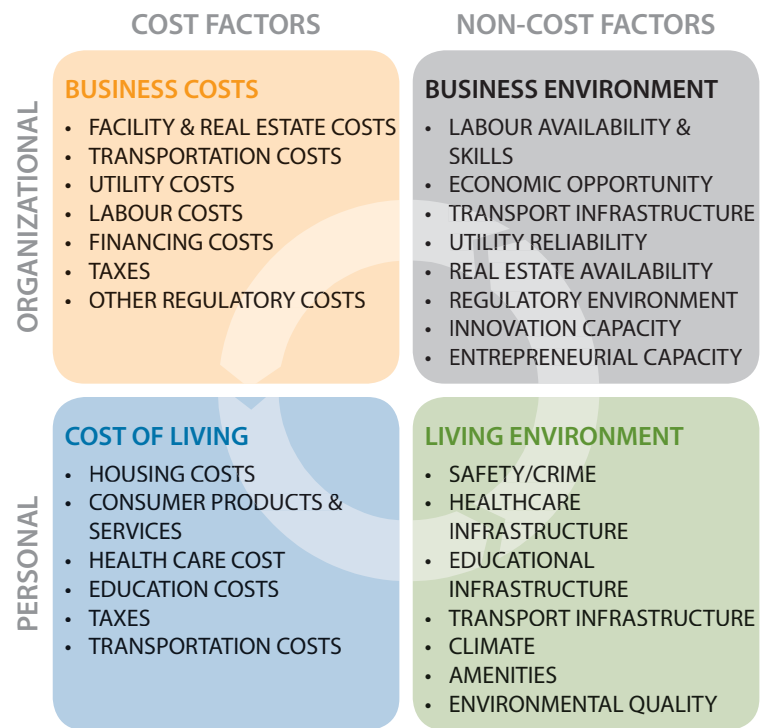 COST FACTORS
NON-COST FACTORS
ORGANIZATIONAL
BUSINESS COSTS
• FACILITY & REAL ESTATE COSTS
• TRANSPORTATION COSTS
• UTILITY COSTS
• LABOUR COSTS
• FINANCING COSTS
• TAXES
• OTHER REGULATORY COSTS
BUSINESS ENVIRONMENT
• LABOUR AVAILABILITY &
SKILLS
• ECONOMIC OPPORTUNITY
• TRANSPORT INFRASTRUCTURE
• UTILITY RELIABILITY
• REAL ESTATE AVAILABILITY
• REGULATORY ENVIRONMENT
• INNOVATION CAPACITY
• ENTREPRENEURIAL CAPACITY
PERSONAL
COST OF LIVING
• HOUSING COSTS
• CONSUMER PRODUCTS &
SERVICES
• HEALTH CARE COST
• EDUCATION COSTS
• TAXES
• TRANSPORTATION COSTS
LIVING ENVIRONMENT
• SAFETY/CRIME
• HEALTHCARE
INFRASTRUCTURE
• EDUCATIONAL
INFRASTRUCTURE
• TRANSPORT INFRASTRUCTURE
• CLIMATE
• AMENITIES
• ENVIRONMENTAL QUALITY